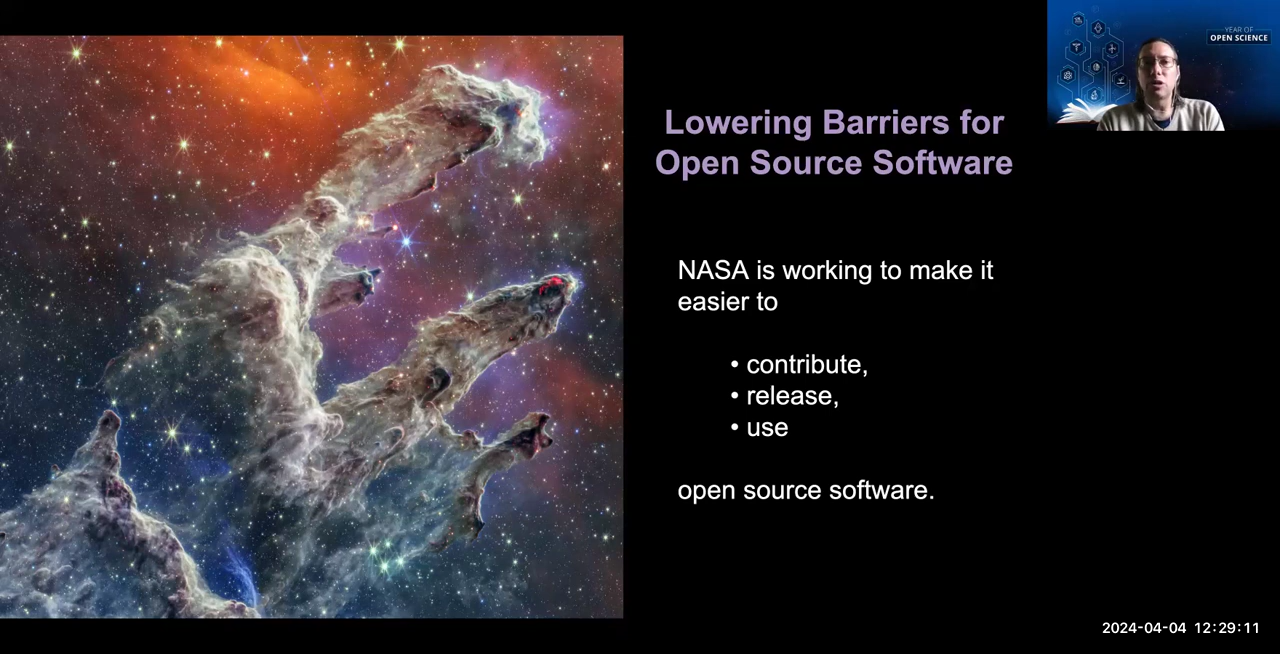 YEAR OF
OPEN SCIENCE
Lowering Barriers for
Open Source Software
NASA is working to make it
easier to
• contribute,
• release,
• use
open source software.
2024-04-04 12:29:11